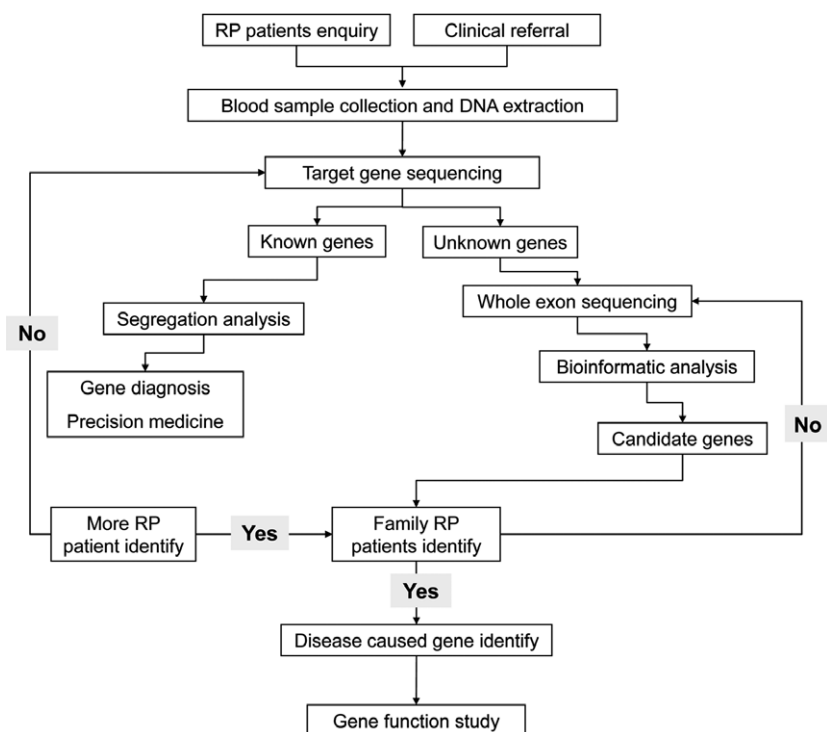 RP patients enquiry
Clinical referral
Blood sample collection and DNA extraction
Target gene sequencing
Known genes
Unknown genes
Whole exon sequencing
Segregation analysis
No
Bioinformatic analysis
Gene diagnosis
Precision medicine
Candidate genes
No
More RP
patient identify
Yes
Family RP
patients identify
Yes
Disease caused gene identify
Gene function study